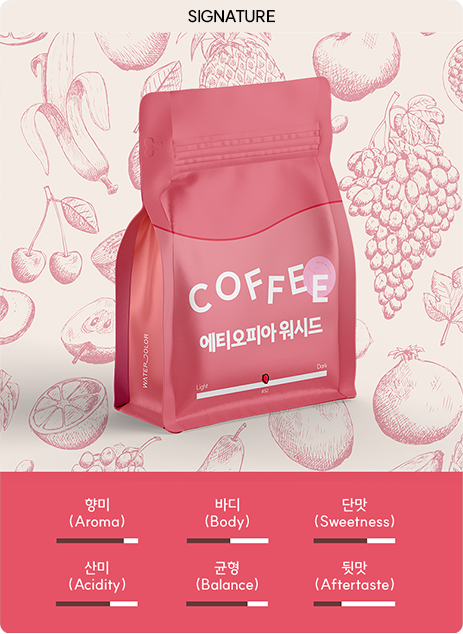 SIGNATURE
COFFEE
에티오피아 워시드
Light
Dark
WATER_COLOR
향미
(Aroma)
바디
(Body)
단맛
(Sweetness)
산미
(Acidity)
균형
(Balance)
뒷맛
(Aftertaste)